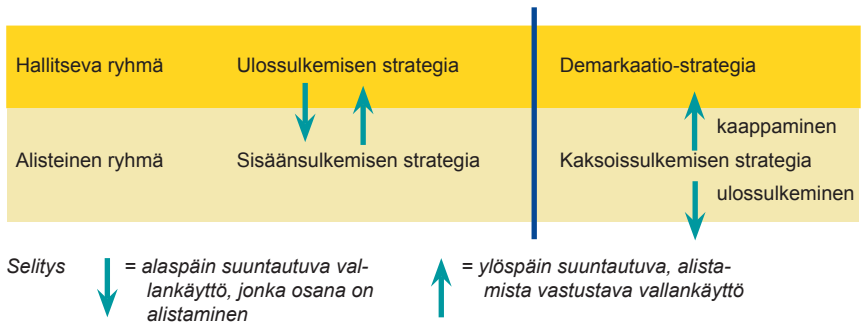 Hallitseva ryhmä Ulossulkemisen strategia Demarkaatio-strategia
kaappaminen
Alisteinen ryhmä Sisäänsulkemisen strategia Kaksoissulkemisen strategia
ulossulkeminen
Selitys = alaspäin suuntautuva val-
lankäyttö, jonka osana on
alistaminen
= ylöspäin suuntautuva, alista-
mista vastustava vallankäyttö